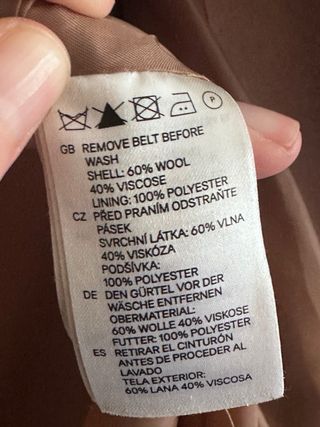 P
GB REMOVE BELT BEFORE
WASH
SHELL: 60% WOOL
40% VISCOSE
LINING: 100% POLYESTER
CZ PŘED PRANÍM ODSTRAŇTE
PÁSEK
SVRCHNÍ LÁTKA: 60% VLNA
40% VISKÓZA
PODŠÍVKA:
100% POLYESTER
DE DEN GÜRTEL VOR DER
WÄSCHE ENTFERNEN
OBERMATERIAL:
60% WOLLE 40% VISKOSE
FUTTER: 100% POLYESTER
ES RETIRAR EL CINTURÓN
ANTES DE PROCEDER AL
LAVADO
TELA EXTERIOR:
60% LANA 40% VISCOSA